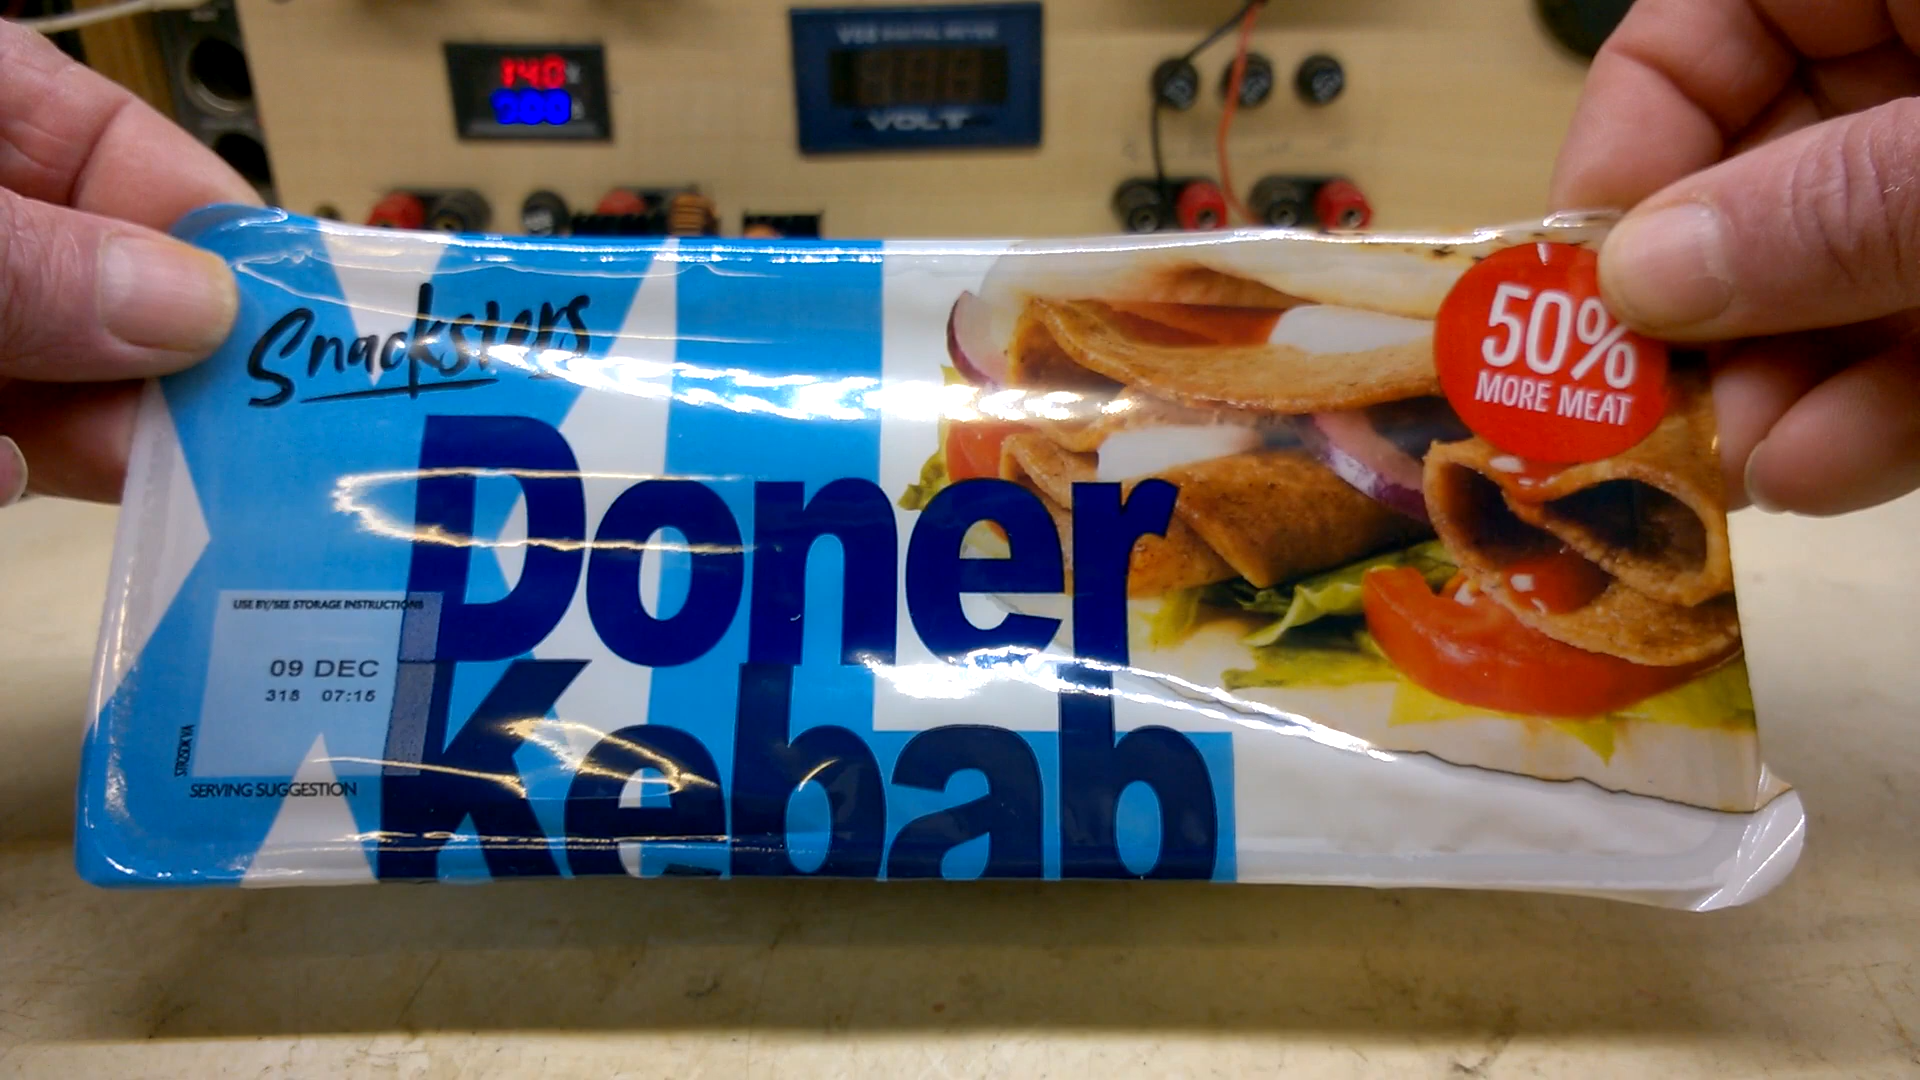 VOLT
Snacksters
50%
MORE MEAT
Doner
Kebab
USE BY/SEE STORAGE INSTRUCTIONS
09 DEC
318 07:15
SERVING SUGGESTION